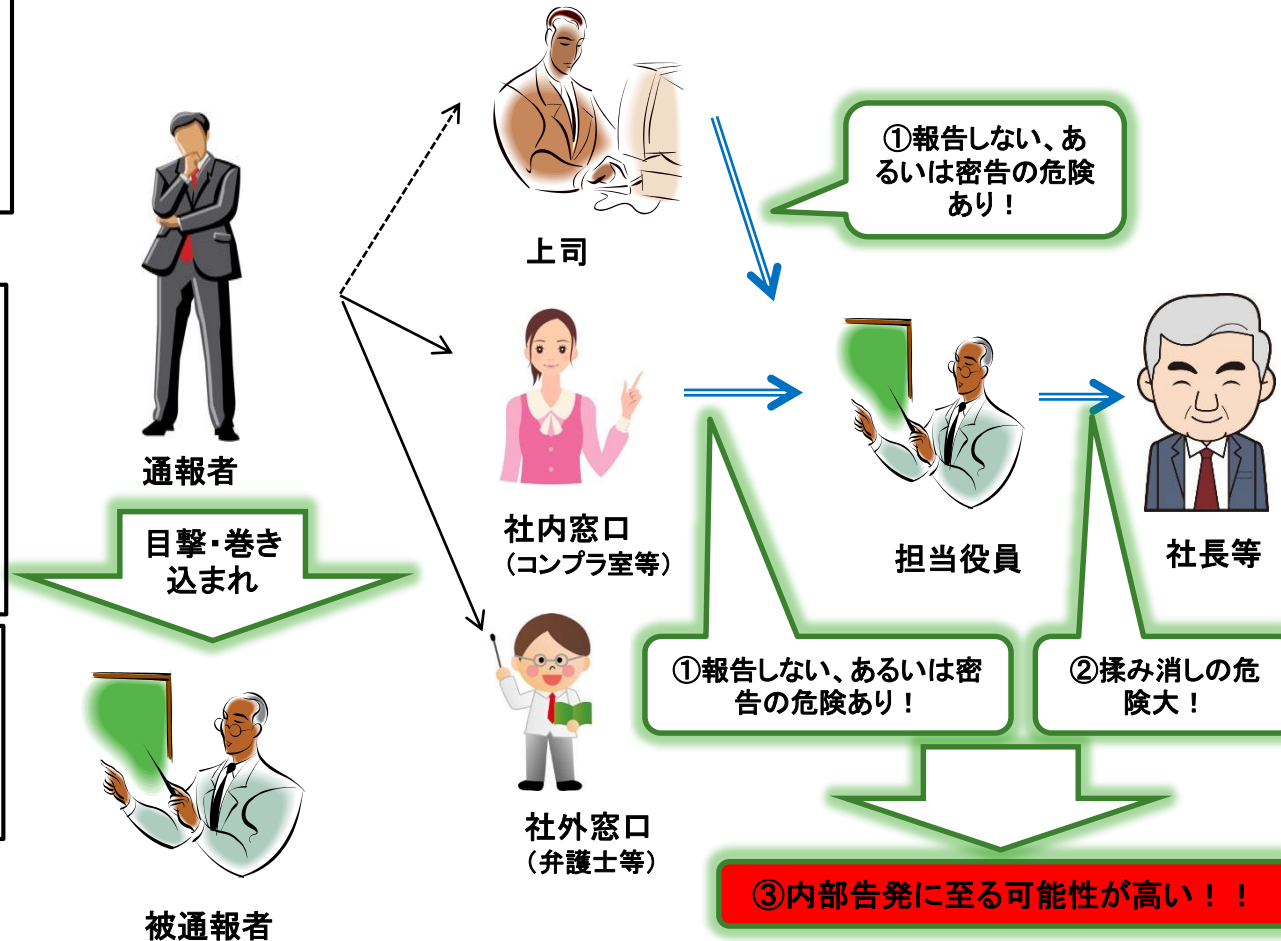 上司
①報告しない、あ
るいは密告の危険
あり！
通報者
目撃・巻き
込まれ
被通報者
社内窓口
（コンプラ室等）
社外窓口
（弁護士等）
担当役員
社長等
①報告しない、あるいは密
告の危険あり！
②揉み消しの危
険大！
③内部告発に至る可能性が高い！！